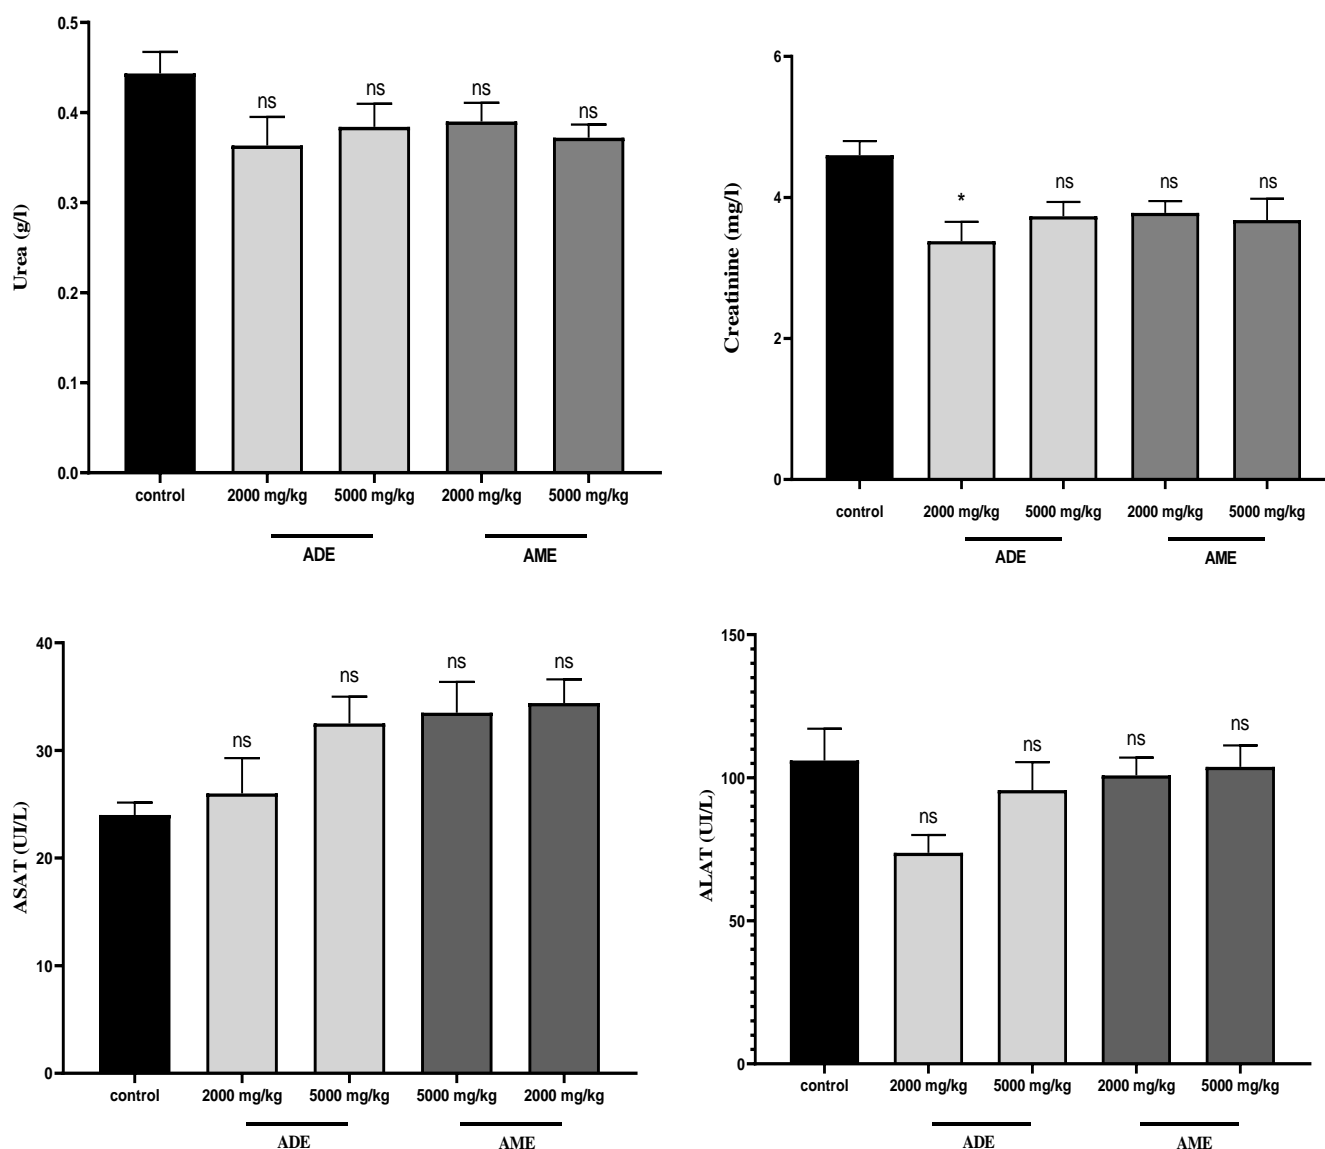 0.5
0.4
0.3
0.2
0.1
0.0
Urea (g/l)
ns
ns
ns
ns
control
2000 mg/kg
5000 mg/kg
2000 mg/kg
5000 mg/kg
ADE
AME
6
4
2
0
Creatinine (mg/l)
*
ns
ns
ns
control
2000 mg/kg
5000 mg/kg
2000 mg/kg
5000 mg/kg
ADE
AME
40
30
20
10
0
ASAT (UI/L)
ns
ns
ns
ns
control
2000 mg/kg
5000 mg/kg
5000 mg/kg
2000 mg/kg
ADE
AME
150
100
50
0
ALAT (UI/L)
ns
ns
ns
ns
control
2000 mg/kg
5000 mg/kg
2000 mg/kg
5000 mg/kg
ADE
AME